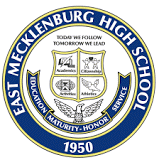 EAST MECKLENBURG HIGH SCHOOL
TODAY WE FOLLOW
TOMORROW WE LEAD
Academics Citizenship
Arts Athletics
EDUCATION MATURITY-HONOR SERVICE
1950